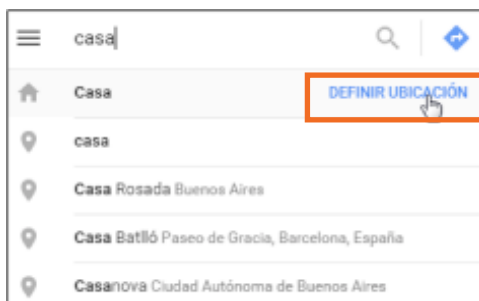 casa
Casa DEFINIR UBICACIÓN
casa
Casa Rosada Buenos Aires
Casa Batlló Paseo de Gracia, Barcelona, España
Casanova Ciudad Autónoma de Buenos Aires